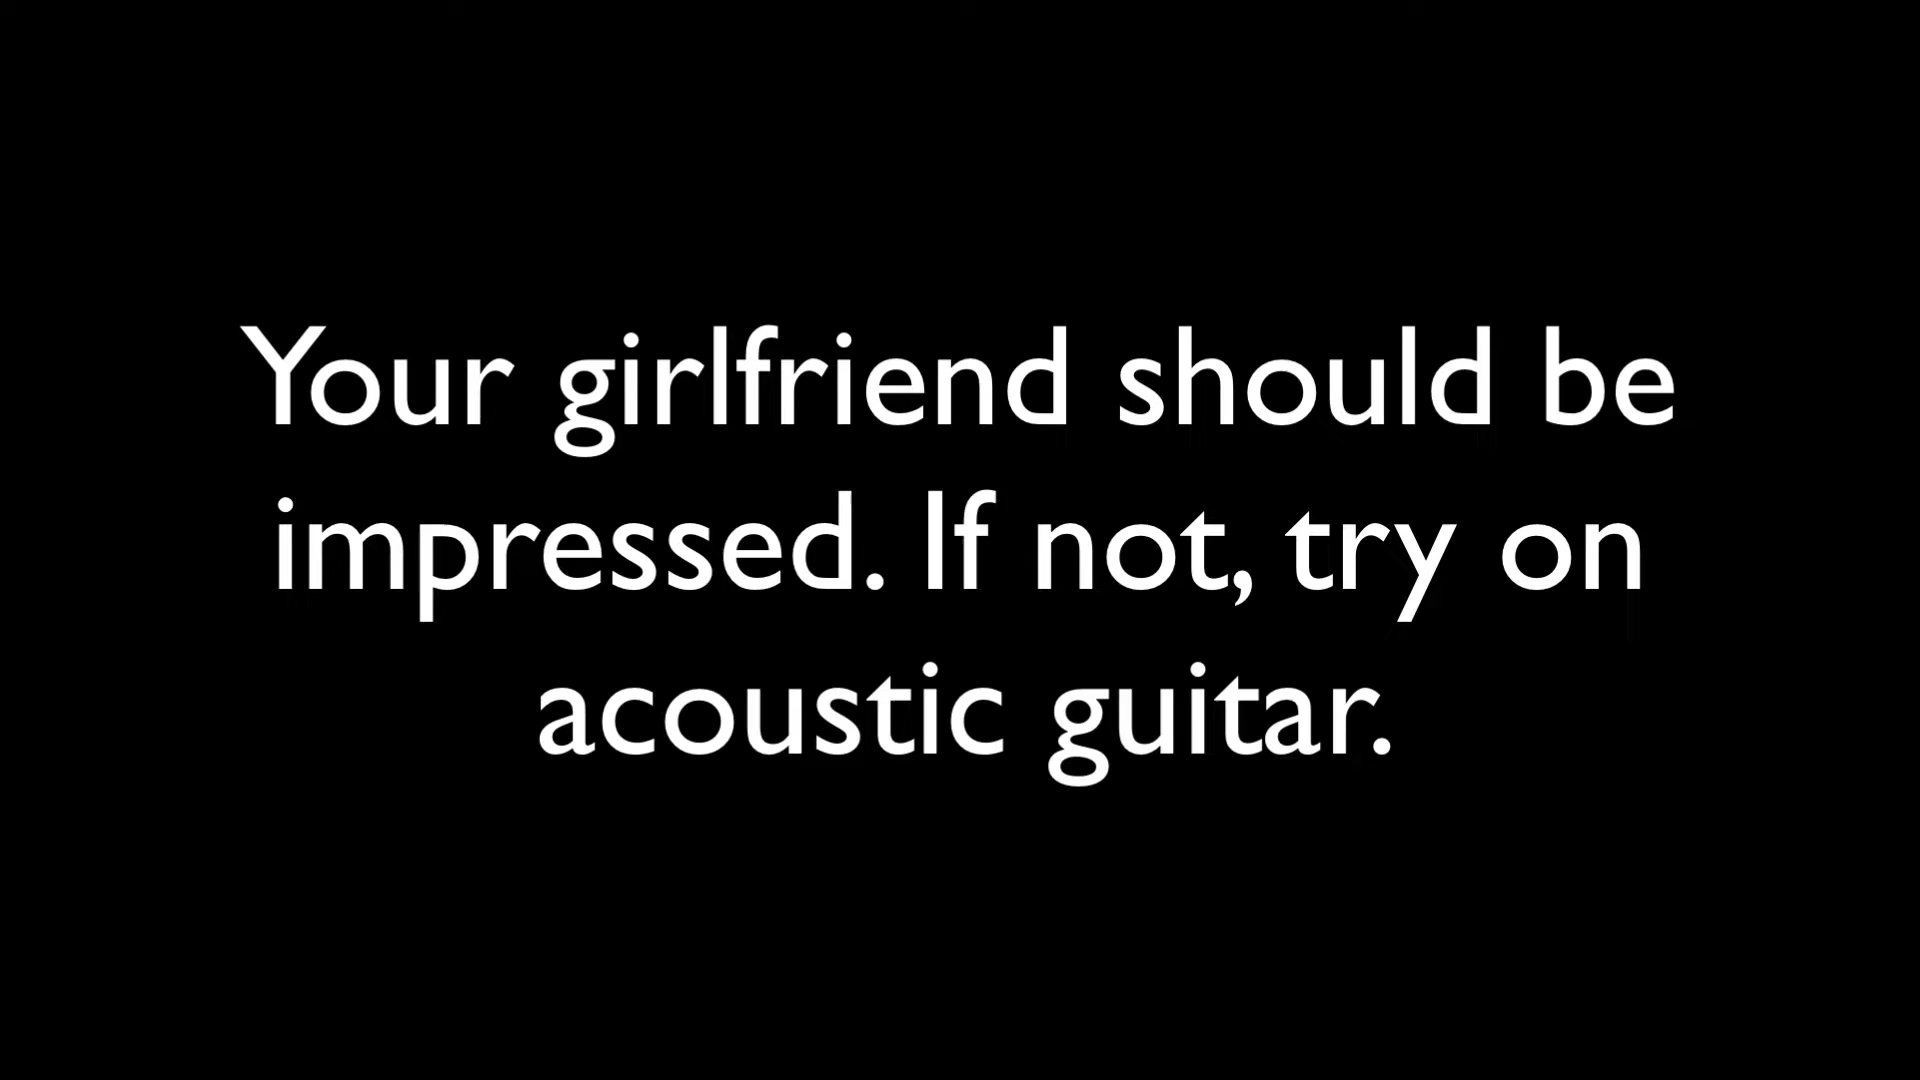 Your girlfriend should be
impressed. If not, try on
acoustic guitar.